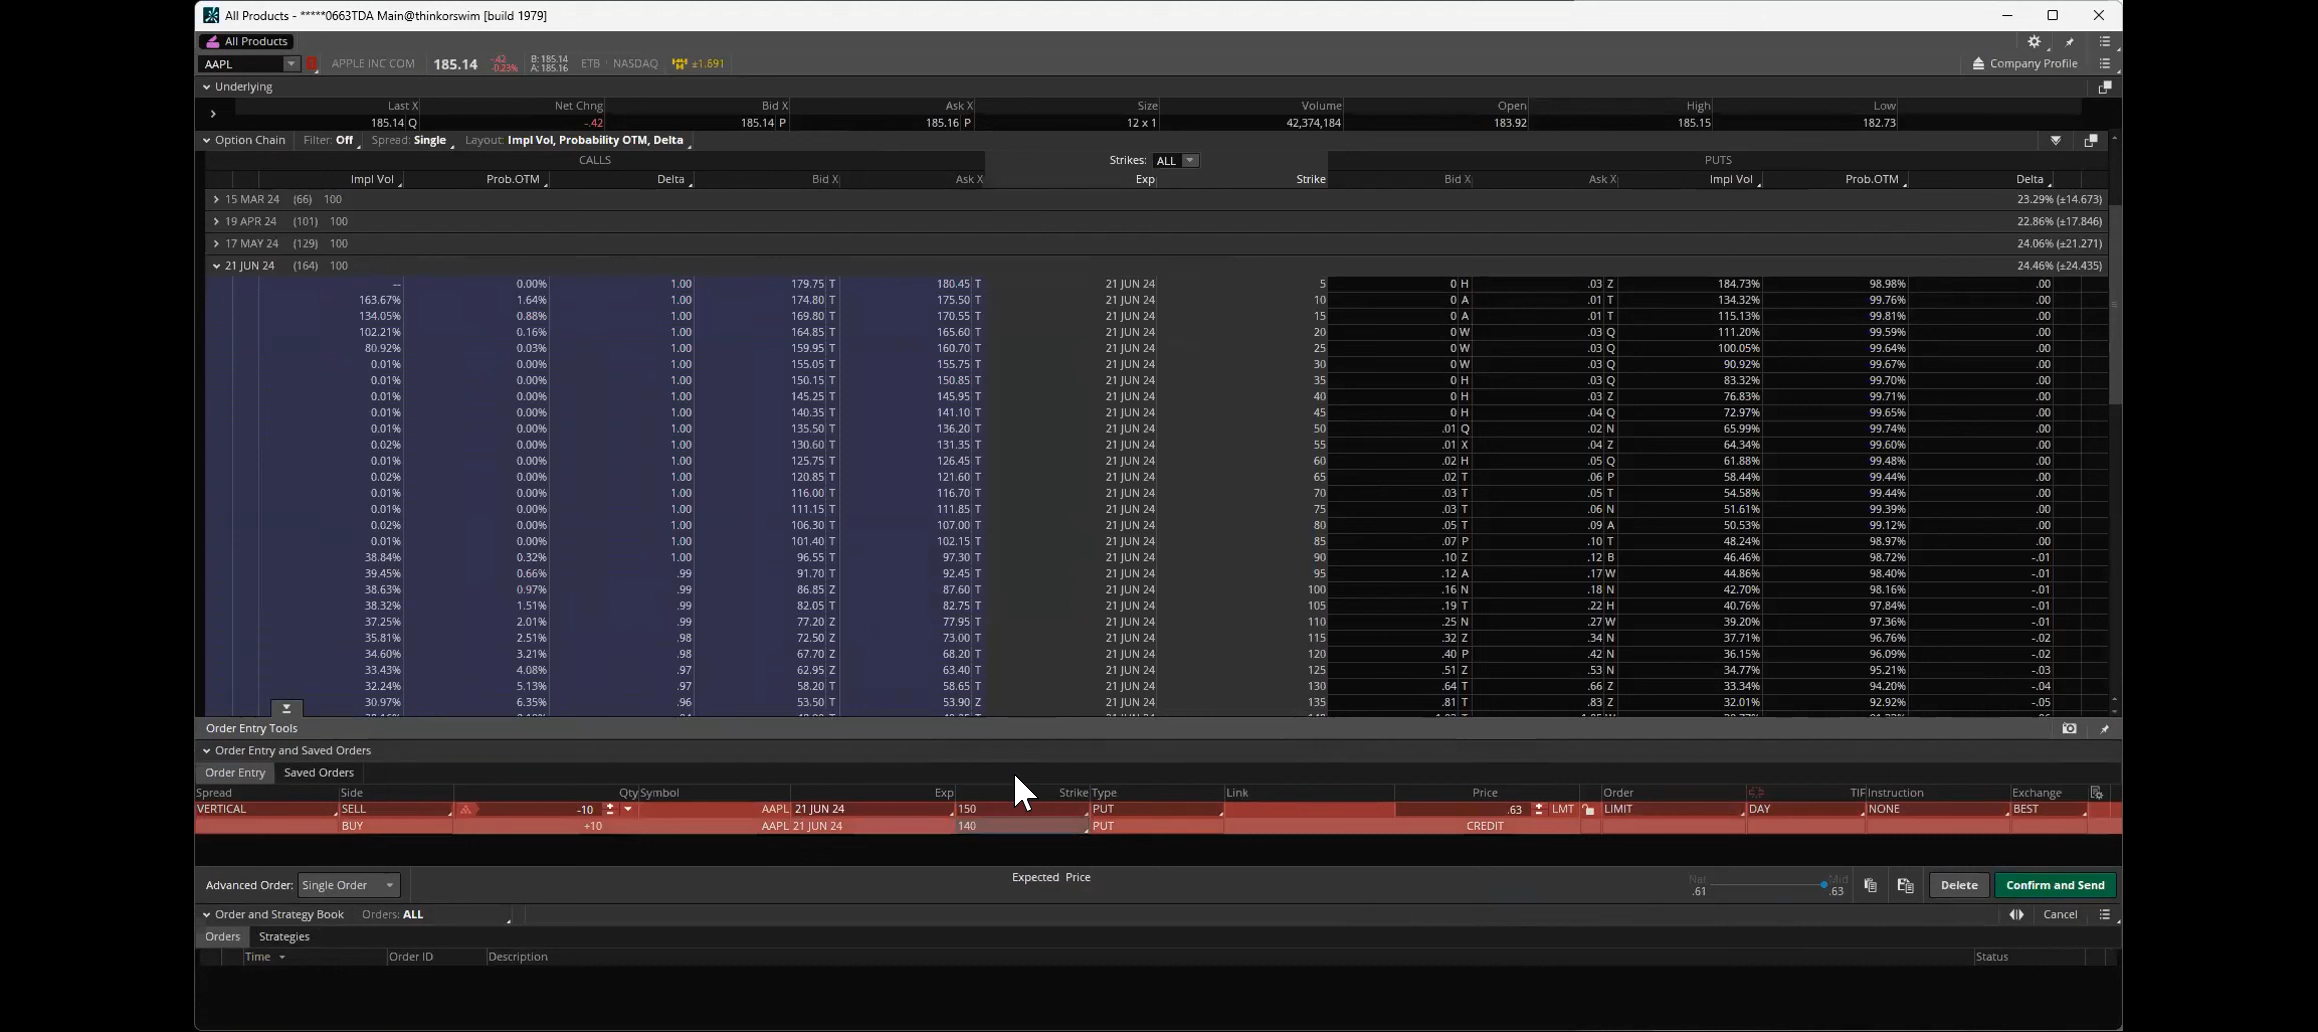 All Products - *****0663TDA Main@thinkorswim [build 1979]
All Products
AAPL APPLE INC COM 185.14 -.42 -0.23% B: 185.14 A: 185.16 ETB NASDAQ ±1.691 Company Profile
Underlying
Last X Net Chng Bid X Ask X Size Volume Open High Low
185.14 Q -.42 185.14 P 185.16 P 12 x 1 42,374,184 183.92 185.15 182.73
Option Chain Filter: Off Spread: Single Layout: Impl Vol, Probability OTM, Delta
CALLS Strikes: ALL PUTS
Impl Vol Prob.OTM Delta Bid X Ask X Exp Strike Bid X Ask X Impl Vol Prob.OTM Delta
15 MAR 24 (66) 100 23.29% (±14.673)
19 APR 24 (101) 100 22.86% (±17.846)
17 MAY 24 (129) 100 24.06% (±21.271)
21 JUN 24 (164) 100 24.46% (±24.435)
-- 0.00% 1.00 179.75 T 180.45 T 21 JUN 24 5 0 H .03 Z 184.73% 98.98% .00
163.67% 1.64% 1.00 174.80 T 175.50 T 21 JUN 24 10 0 A .01 T 134.32% 99.76% .00
134.05% 0.88% 1.00 169.80 T 170.55 T 21 JUN 24 15 0 A .01 T 115.13% 99.81% .00
102.21% 0.16% 1.00 164.85 T 165.60 T 21 JUN 24 20 0 W .03 Q 111.20% 99.59% .00
80.92% 0.03% 1.00 159.95 T 160.70 T 21 JUN 24 25 0 W .03 Q 100.05% 99.64% .00
0.01% 0.00% 1.00 155.05 T 155.75 T 21 JUN 24 30 0 W .03 Q 90.92% 99.67% .00
0.01% 0.00% 1.00 150.15 T 150.85 T 21 JUN 24 35 0 H .03 Q 83.32% 99.70% .00
0.01% 0.00% 1.00 145.25 T 145.95 T 21 JUN 24 40 0 H .03 Z 76.83% 99.71% .00
0.01% 0.00% 1.00 140.35 T 141.10 T 21 JUN 24 45 0 H .04 Q 72.97% 99.65% .00
0.01% 0.00% 1.00 135.50 T 136.20 T 21 JUN 24 50 .01 Q .02 N 65.99% 99.74% .00
0.02% 0.00% 1.00 130.60 T 131.35 T 21 JUN 24 55 .01 X .04 Z 64.34% 99.60% .00
0.01% 0.00% 1.00 125.75 T 126.45 T 21 JUN 24 60 .02 H .05 Q 61.88% 99.48% .00
0.02% 0.00% 1.00 120.85 T 121.60 T 21 JUN 24 65 .02 T .06 P 58.44% 99.44% .00
0.01% 0.00% 1.00 116.00 T 116.70 T 21 JUN 24 70 .03 T .05 T 54.58% 99.44% .00
0.01% 0.00% 1.00 111.15 T 111.85 T 21 JUN 24 75 .03 T .06 N 51.61% 99.39% .00
0.02% 0.00% 1.00 106.30 T 107.00 T 21 JUN 24 80 .05 T .09 A 50.53% 99.12% .00
0.01% 0.00% 1.00 101.40 T 102.15 T 21 JUN 24 85 .07 P .10 T 48.24% 98.97% .00
38.84% 0.32% 1.00 96.55 T 97.30 T 21 JUN 24 90 .10 Z .12 B 46.46% 98.72% -.01
39.45% 0.66% .99 91.70 T 92.45 T 21 JUN 24 95 .12 A .17 W 44.86% 98.40% -.01
38.63% 0.97% .99 86.85 Z 87.60 T 21 JUN 24 100 .16 N .18 N 42.70% 98.16% -.01
38.32% 1.51% .99 82.05 T 82.75 T 21 JUN 24 105 .19 T .22 H 40.76% 97.84% -.01
37.25% 2.01% .99 77.20 Z 77.95 T 21 JUN 24 110 .25 N .27 W 39.20% 97.36% -.01
35.81% 2.51% .98 72.50 Z 73.00 T 21 JUN 24 115 .32 Z .34 N 37.71% 96.76% -.02
34.60% 3.21% .98 67.70 Z 68.20 T 21 JUN 24 120 .40 P .42 N 36.15% 96.09% -.02
33.43% 4.08% .97 62.95 Z 63.40 T 21 JUN 24 125 .51 Z .53 N 34.77% 95.21% -.03
32.24% 5.13% .97 58.20 T 58.65 T 21 JUN 24 130 .64 T .66 Z 33.34% 94.20% -.04
30.97% 6.35% .96 53.50 T 53.90 Z 21 JUN 24 135 .81 T .83 Z 32.01% 92.92% -.05
Order Entry Tools
Order Entry and Saved Orders
Order Entry Saved Orders
Spread Side Qty Symbol Exp Strike Type Link Price Order TIF Instruction Exchange
VERTICAL SELL -10 AAPL 21 JUN 24 150 PUT .63 LMT LIMIT DAY NONE BEST
BUY +10 AAPL 21 JUN 24 140 PUT CREDIT
Expected Price
Advanced Order: Single Order Nat .61 Mid .63 Delete Confirm and Send
Order and Strategy Book Orders: ALL Cancel
Orders Strategies
Time Order ID Description Status